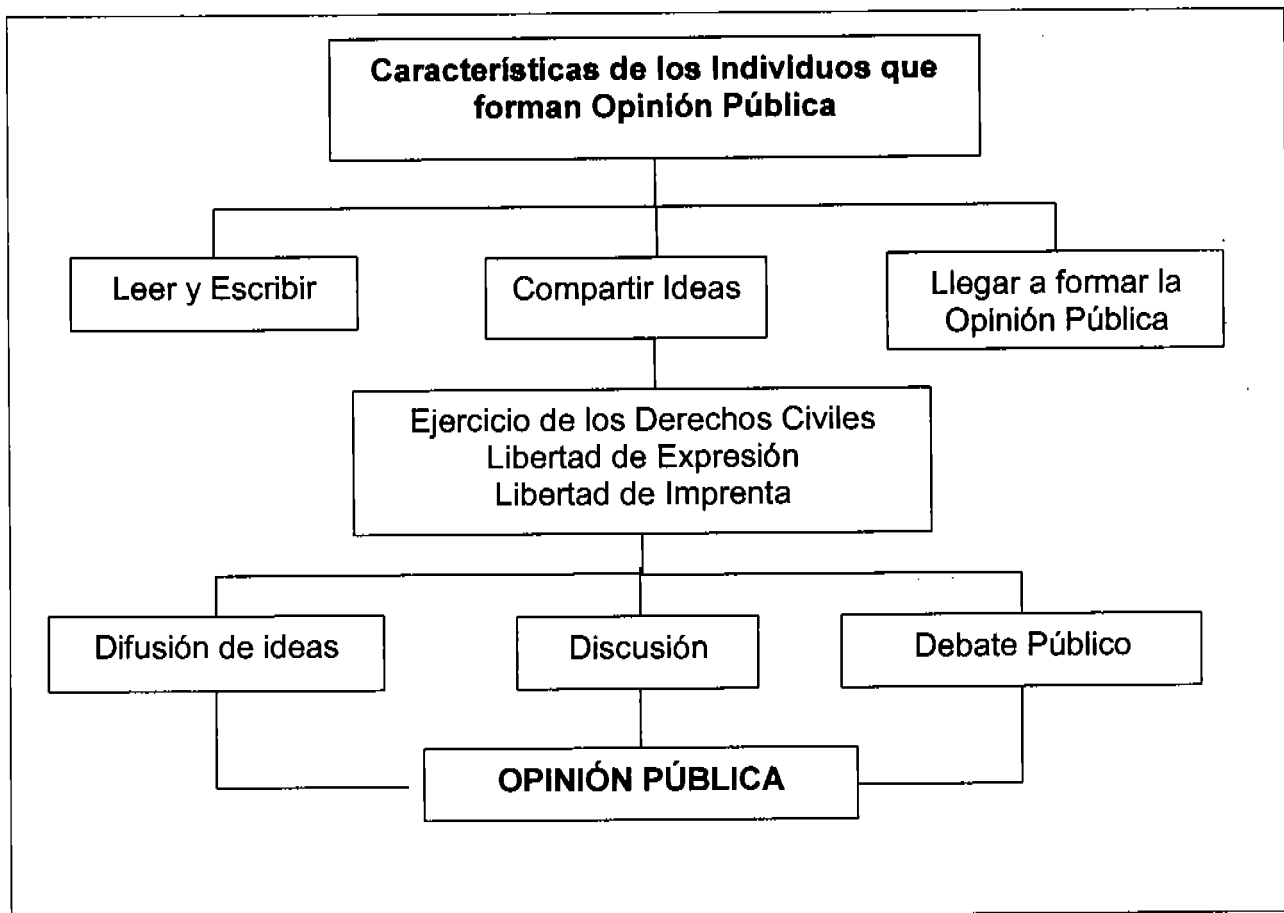 Características de los Individuos que
forman Opinión Pública
Leer y Escribir
Compartir Ideas
Llegar a formar la
Opinión Pública
Ejercicio de los Derechos Civiles
Libertad de Expresión
Libertad de Imprenta
Difusión de ideas
Discusión
Debate Público
OPINIÓN PÚBLICA